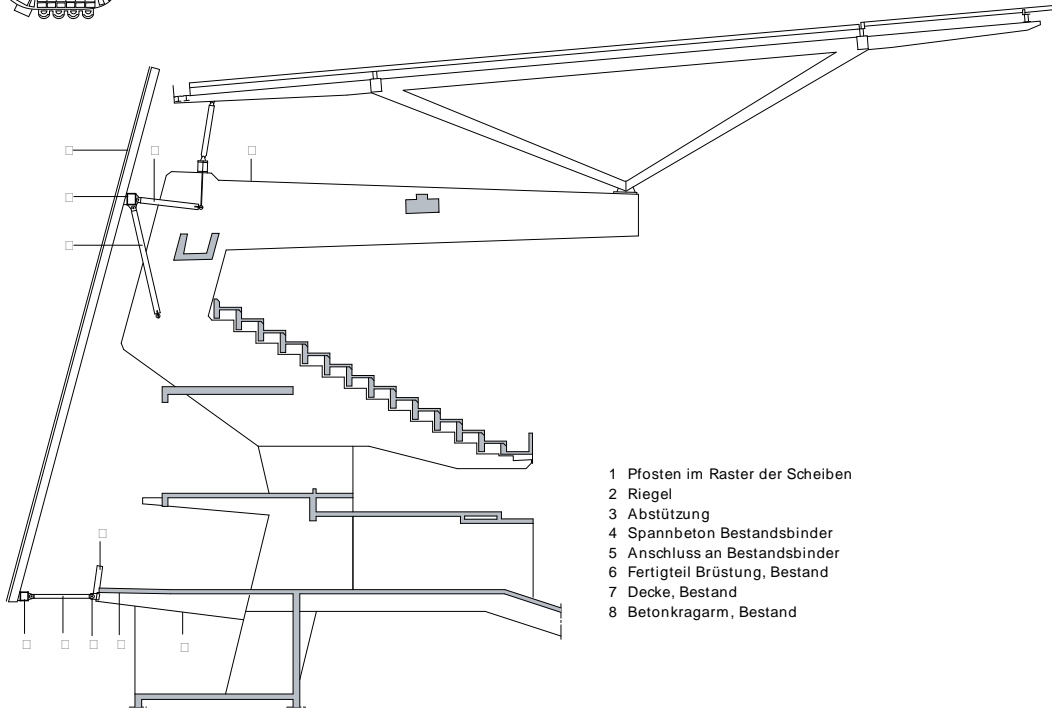 1 Pfosten im Raster der Scheiben
2 Riegel
3 Abstützung
4 Spannbeton Bestandsbinder
5 Anschluss an Bestandsbinder
6 Fertigteil Brüstung, Bestand
7 Decke, Bestand
8 Betonkragarm, Bestand